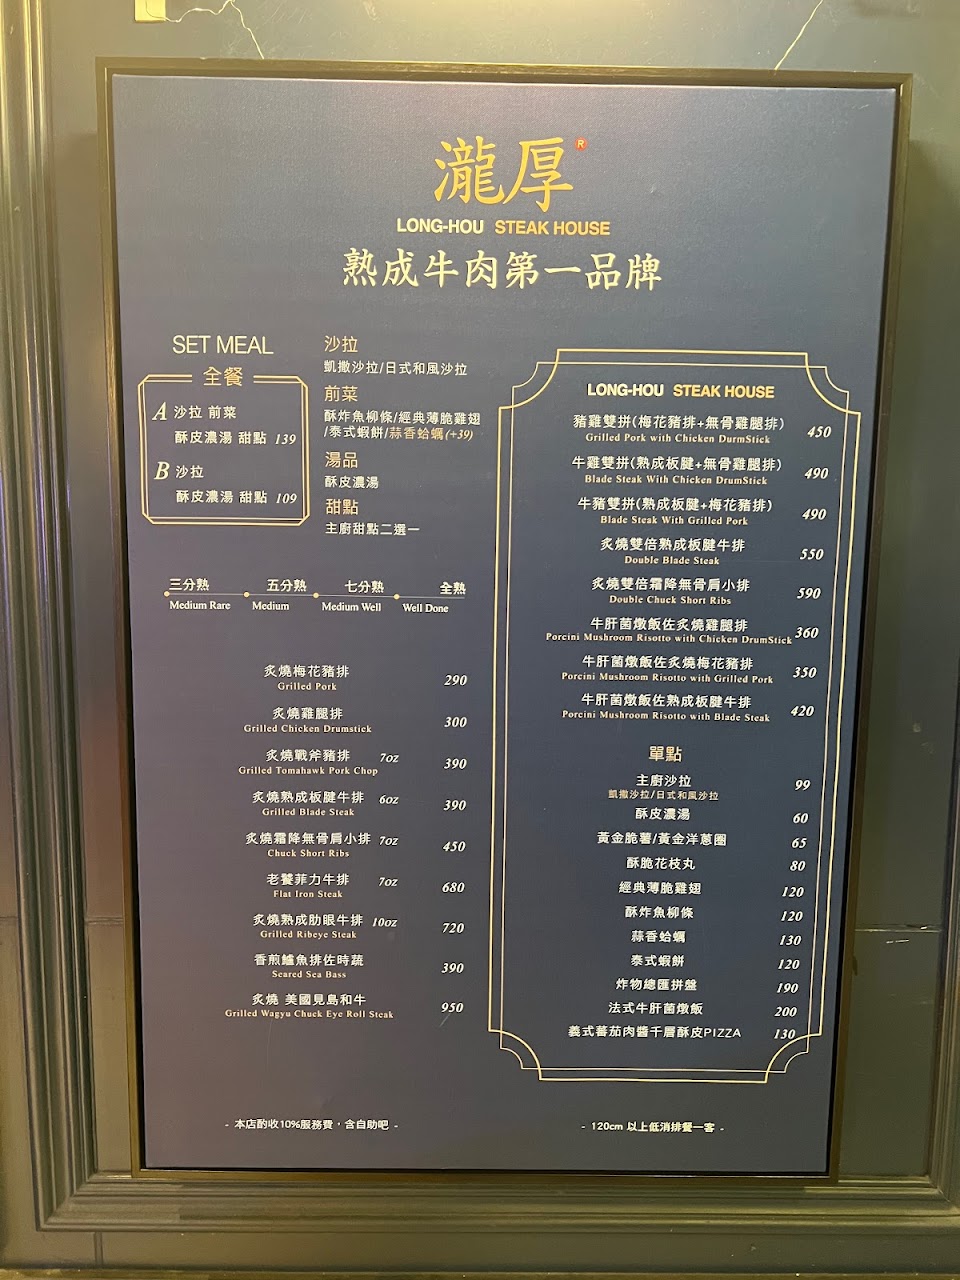 瀧厚®
LONG-HOU STEAK HOUSE
熟成牛肉第一品牌
SET MEAL
全餐
A 沙拉 前菜
酥皮濃湯 甜點 139
B 沙拉
酥皮濃湯 甜點 109
沙拉
凱撒沙拉/日式和風沙拉
前菜
酥炸魚柳條/經典薄脆雞翅
/泰式蝦餅/蒜香蛤蠣(+39)
湯品
酥皮濃湯
甜點
主廚甜點二選一
三分熟 五分熟 七分熟 全熟
Medium Rare Medium Medium Well Well Done
炙燒梅花豬排
Grilled Pork 290
炙燒雞腿排
Grilled Chicken Drumstick 300
炙燒戰斧豬排 7oz
Grilled Tomahawk Pork Chop 390
炙燒熟成板腱牛排 6oz
Grilled Blade Steak 390
炙燒霜降無骨肩小排 7oz
Chuck Short Ribs 450
老饕菲力牛排 7oz
Flat Iron Steak 680
炙燒熟成肋眼牛排 10oz
Grilled Ribeye Steak 720
香煎鱸魚排佐時蔬
Seared Sea Bass 390
炙燒 美國見島和牛
Grilled Wagyu Chuck Eye Roll Steak 950
- 本店酌收10%服務費，含自助吧 -
LONG-HOU STEAK HOUSE
豬雞雙拼(梅花豬排+無骨雞腿排)
Grilled Pork with Chicken DurmStick 450
牛雞雙拼(熟成板腱+無骨雞腿排)
Blade Steak With Chicken DrumStick 490
牛豬雙拼(熟成板腱+梅花豬排)
Blade Steak With Grilled Pork 490
炙燒雙倍熟成板腱牛排
Double Blade Steak 550
炙燒雙倍霜降無骨肩小排
Double Chuck Short Ribs 590
牛肝菌燉飯佐炙燒雞腿排
Porcini Mushroom Risotto with Chicken DrumStick 360
牛肝菌燉飯佐炙燒梅花豬排
Porcini Mushroom Risotto with Grilled Pork 350
牛肝菌燉飯佐熟成板腱牛排
Porcini Mushroom Risotto with Blade Steak 420
單點
主廚沙拉 99
凱撒沙拉/日式和風沙拉
酥皮濃湯 60
黃金脆薯/黃金洋蔥圈 65
酥脆花枝丸 80
經典薄脆雞翅 120
酥炸魚柳條 120
蒜香蛤蠣 130
泰式蝦餅 120
炸物總匯拼盤 190
法式牛肝菌燉飯 200
義式蕃茄肉醬千層酥皮PIZZA 130
- 120cm 以上低消排餐一客 -